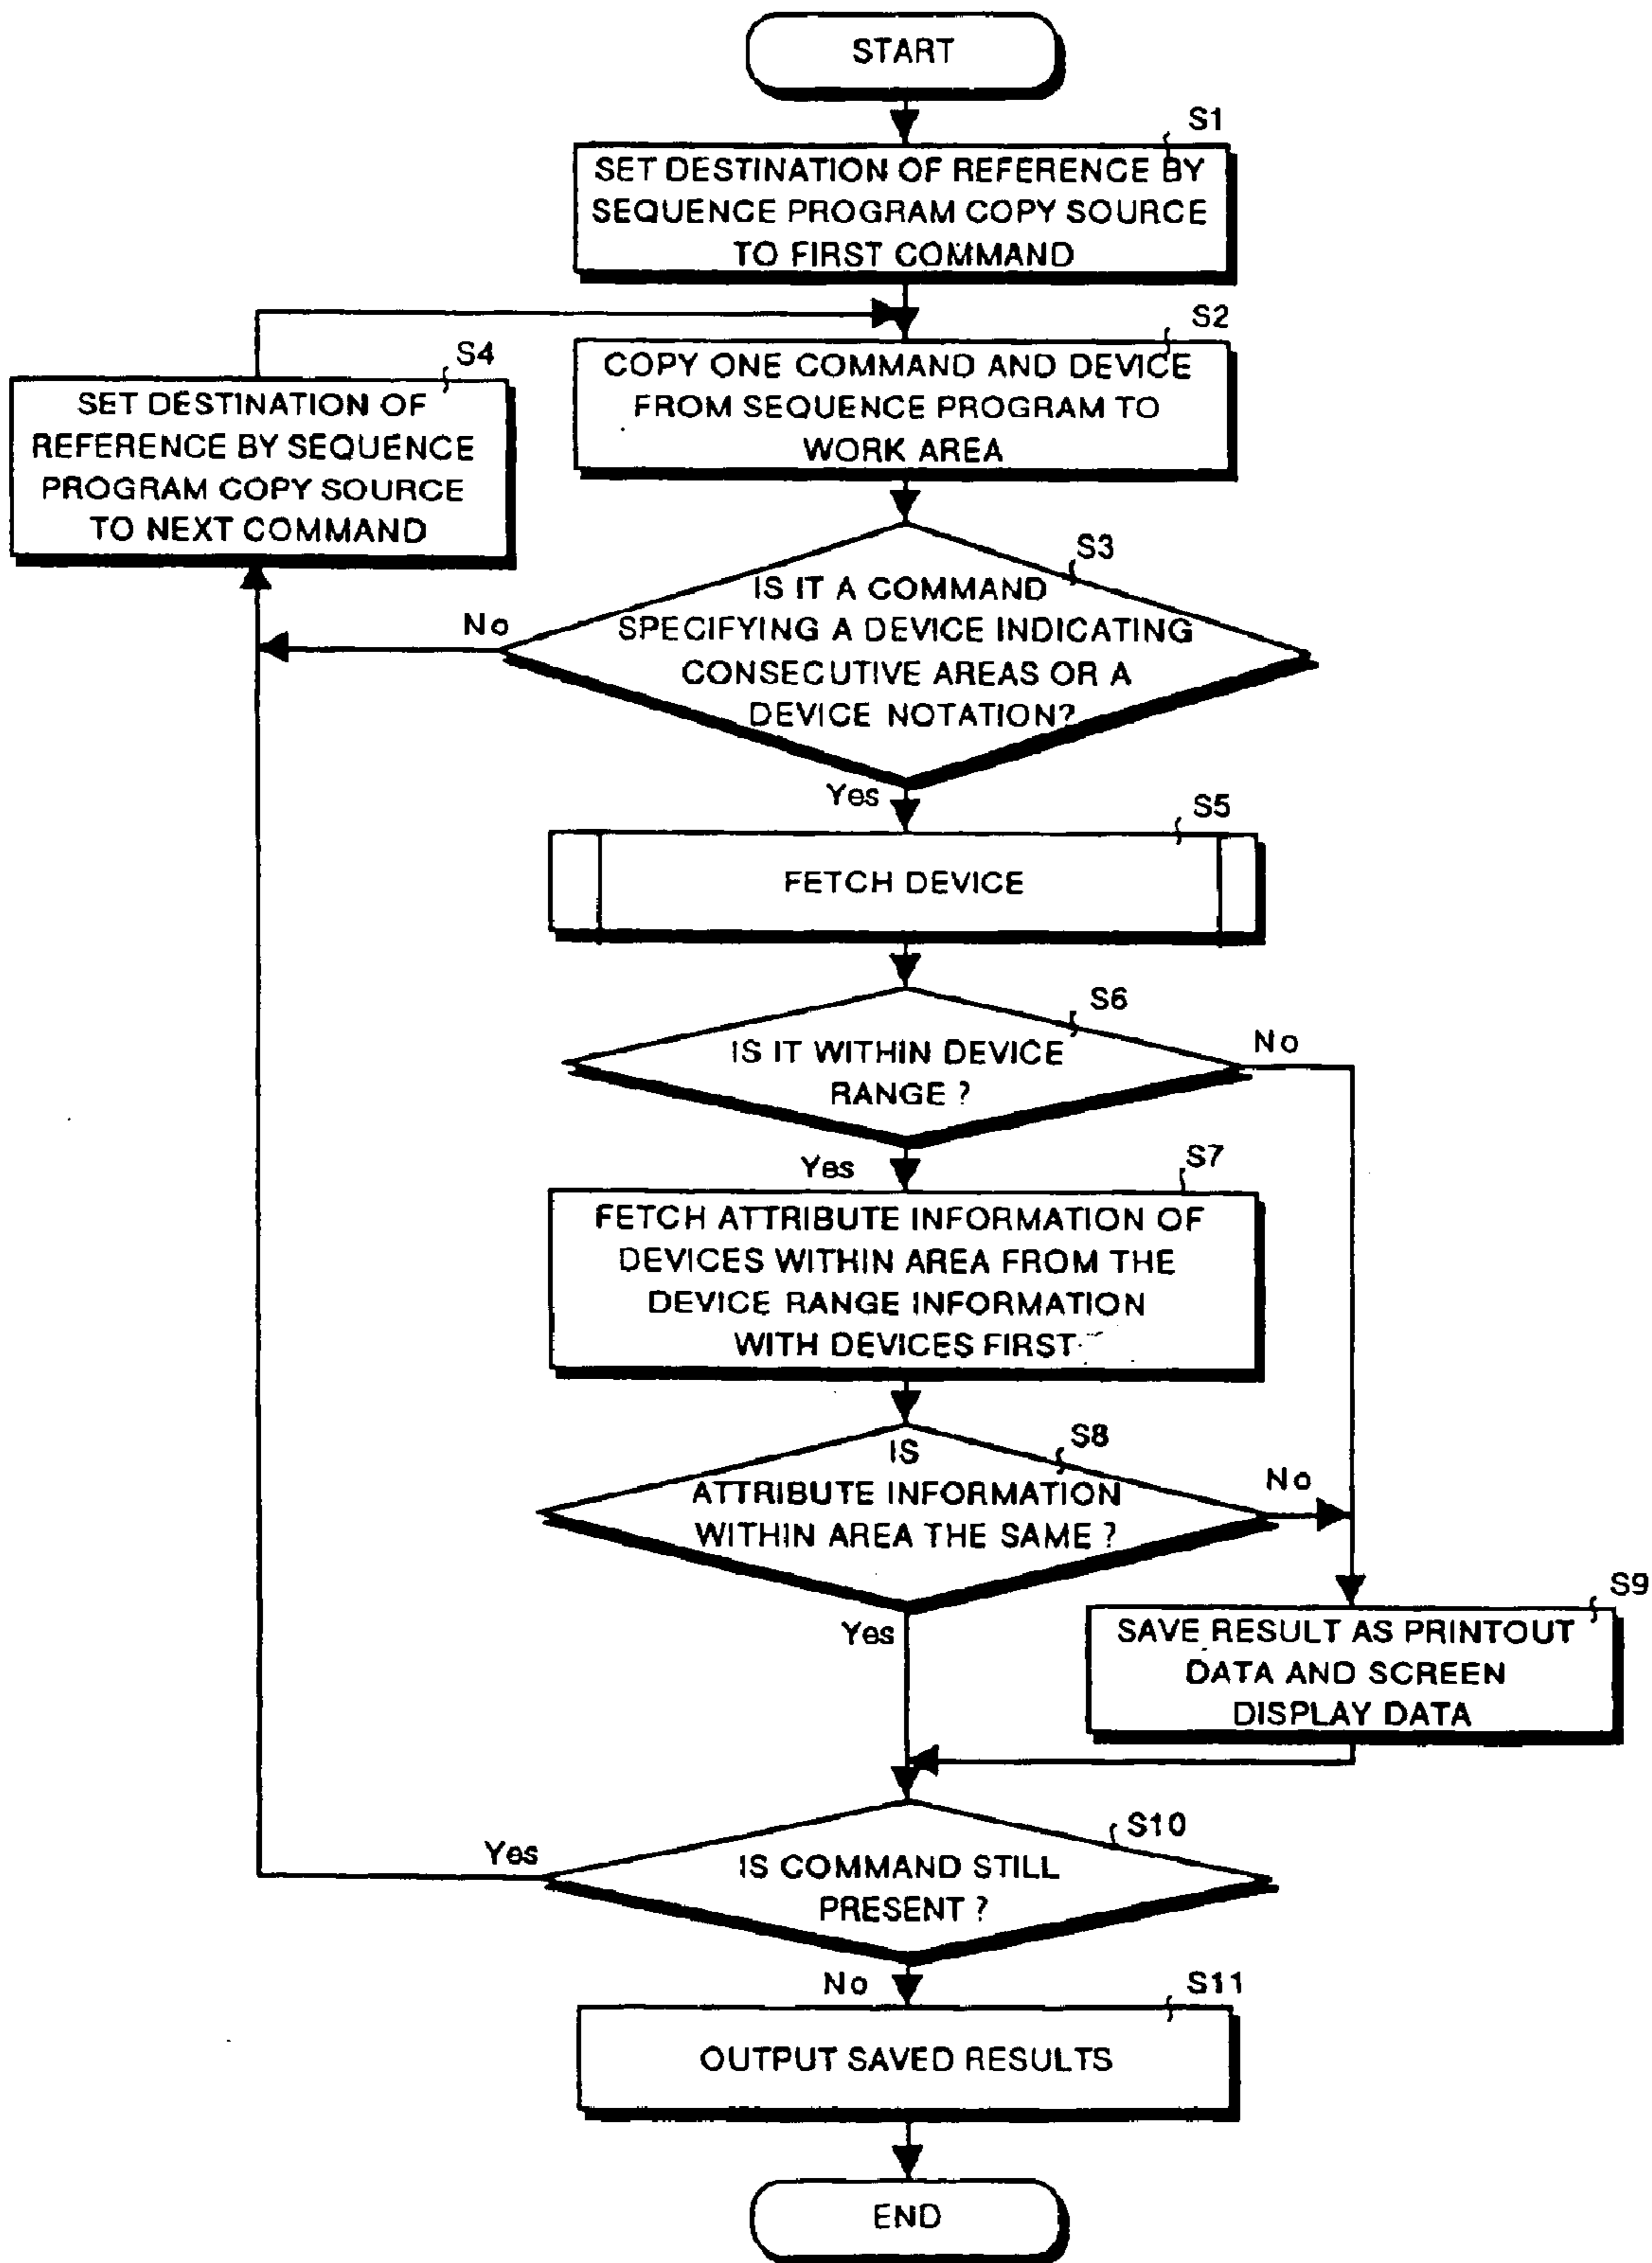 START
S1
SET DESTINATION OF REFERENCE BY
SEQUENCE PROGRAM COPY SOURCE
TO FIRST COMMAND
S2
COPY ONE COMMAND AND DEVICE
FROM SEQUENCE PROGRAM TO
WORK AREA
S4
SET DESTINATION OF
REFERENCE BY SEQUENCE
PROGRAM COPY SOURCE
TO NEXT COMMAND
S3
IS IT A COMMAND
SPECIFYING A DEVICE INDICATING
CONSECUTIVE AREAS OR A
DEVICE NOTATION?
No
Yes
S5
FETCH DEVICE
S6
IS IT WITHIN DEVICE
RANGE ?
No
Yes
S7
FETCH ATTRIBUTE INFORMATION OF
DEVICES WITHIN AREA FROM THE
DEVICE RANGE INFORMATION
WITH DEVICES FIRST
S8
IS
ATTRIBUTE INFORMATION
WITHIN AREA THE SAME ?
No
Yes
S9
SAVE RESULT AS PRINTOUT
DATA AND SCREEN
DISPLAY DATA
S10
IS COMMAND STILL
PRESENT ?
Yes
No
S11
OUTPUT SAVED RESULTS
END